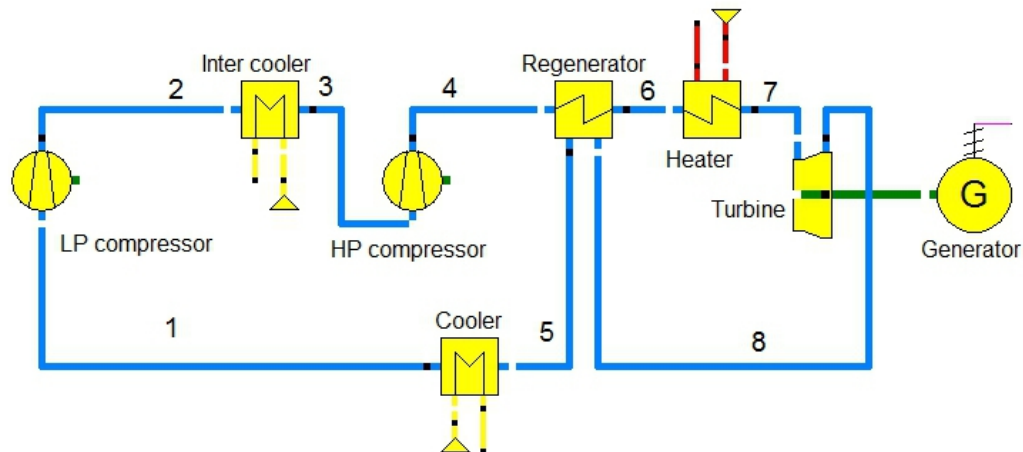 Inter cooler
Regenerator
2
3
4
6
7
Heater
Turbine
G
LP compressor
HP compressor
Generator
Cooler
1
5
8